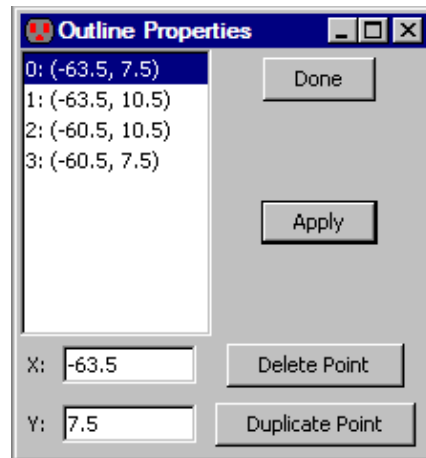 Outline Properties
0: (-63.5, 7.5)
1: (-63.5, 10.5)
2: (-60.5, 10.5)
3: (-60.5, 7.5)
Done
Apply
X: -63.5
Delete Point
Y: 7.5
Duplicate Point